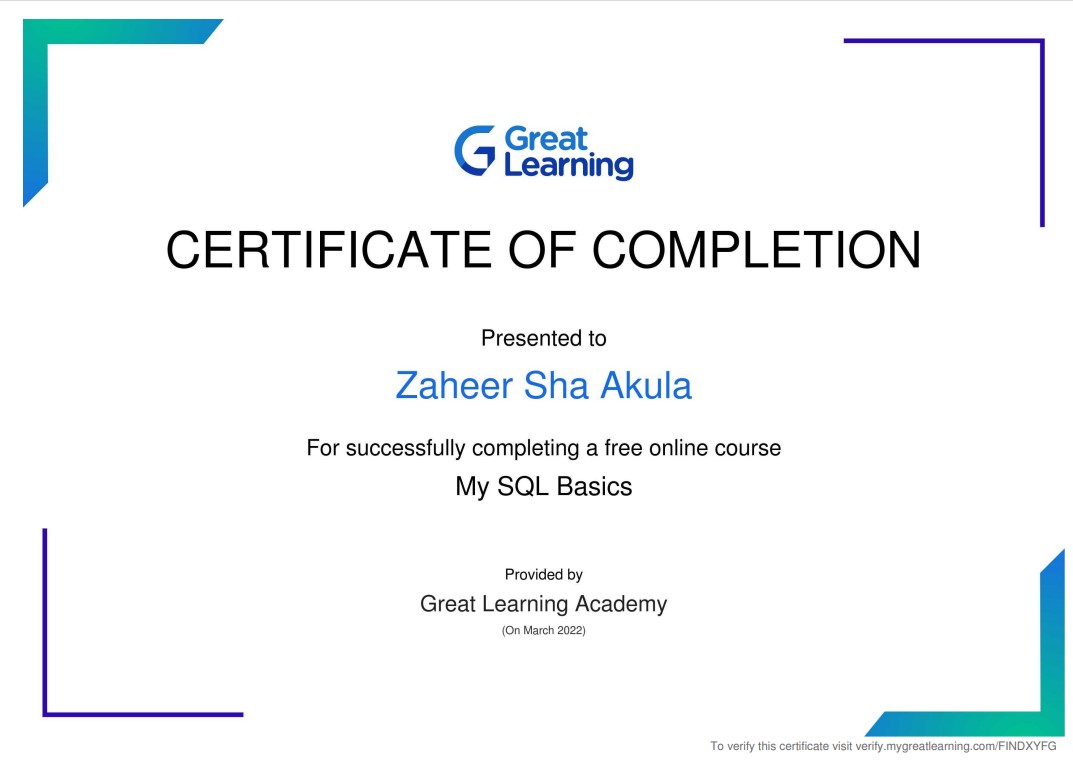 Great
Learning
CERTIFICATE OF COMPLETION
Presented to
Zaheer Sha Akula
For successfully completing a free online course
My SQL Basics
Provided by
Great Learning Academy
(On March 2022)
To verify this certificate visit verify.mygreatlearning.com/FINDXYFG